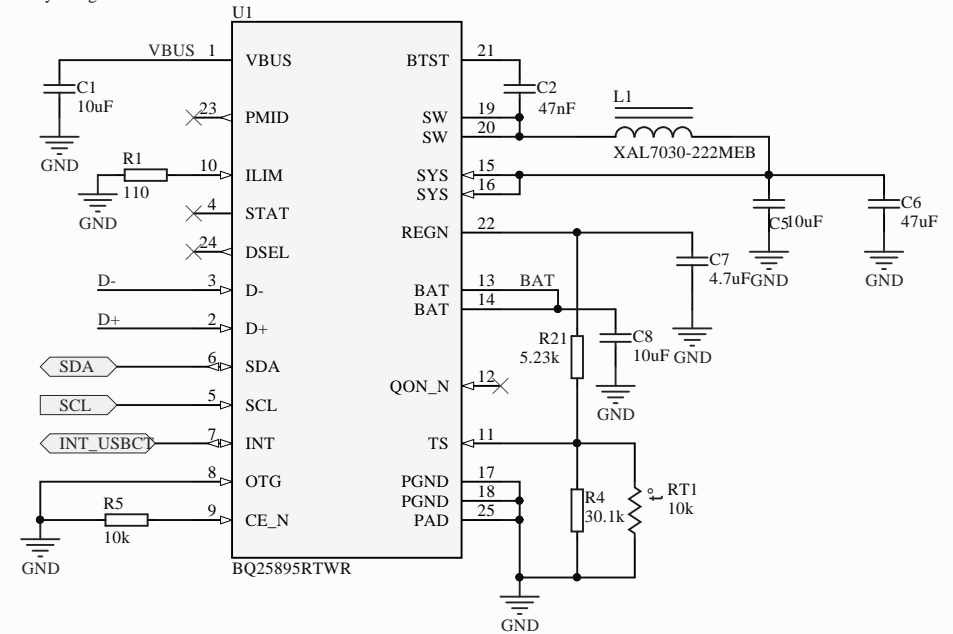 U1
VBUS 1 VBUS BTST 21
C1
10uF
GND
C2
47nF
23 PMID SW 19
SW 20
L1
XAL7030-222MEB
R1
110
GND
10 ILIM SYS 15
SYS 16
4 STAT
C5 10uF
GND
C6
47uF
GND
REGN 22
24 DSEL
C7
4.7uF
GND
D- 3 D- BAT 13 BAT
BAT 14
D+ 2 D+
R21
5.23k
C8
10uF
GND
SDA 6 SDA
QON_N 12
SCL 5 SCL
INT_USBCT 7 INT TS 11
8 OTG PGND 17
PGND 18
R5
10k
9 CE_N PAD 25
R4
30.1k
t° RT1
10k
GND
BQ25895RTWR
GND